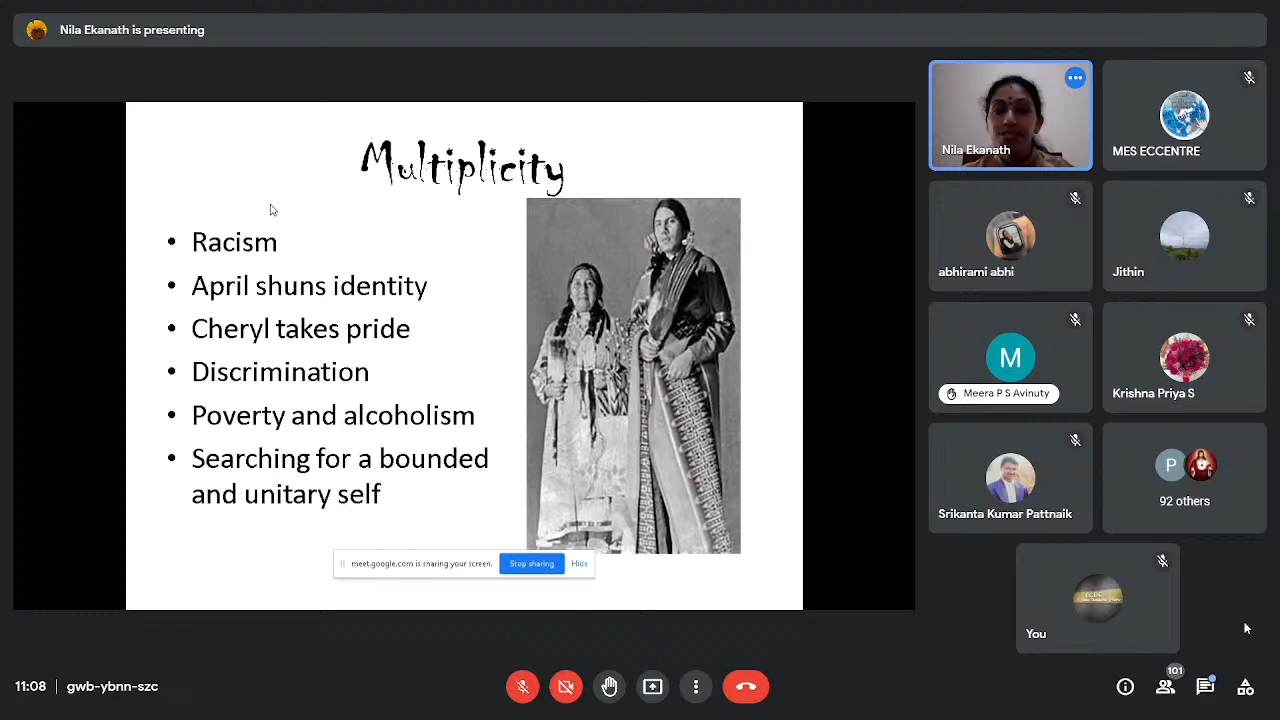 Nila Ekanath is presenting
Multiplicity
• Racism
• April shuns identity
• Cheryl takes pride
• Discrimination
• Poverty and alcoholism
• Searching for a bounded
and unitary self
meet.google.com is sharing your screen.
Stop sharing
Hide
Nila Ekanath
MES ECCENTRE
abhirami abhi
Jithin
M
Meera P S Avinuty
Krishna Priya S
Srikanta Kumar Pattnaik
P
92 others
You
11:08
gwb-ybnn-szc
101